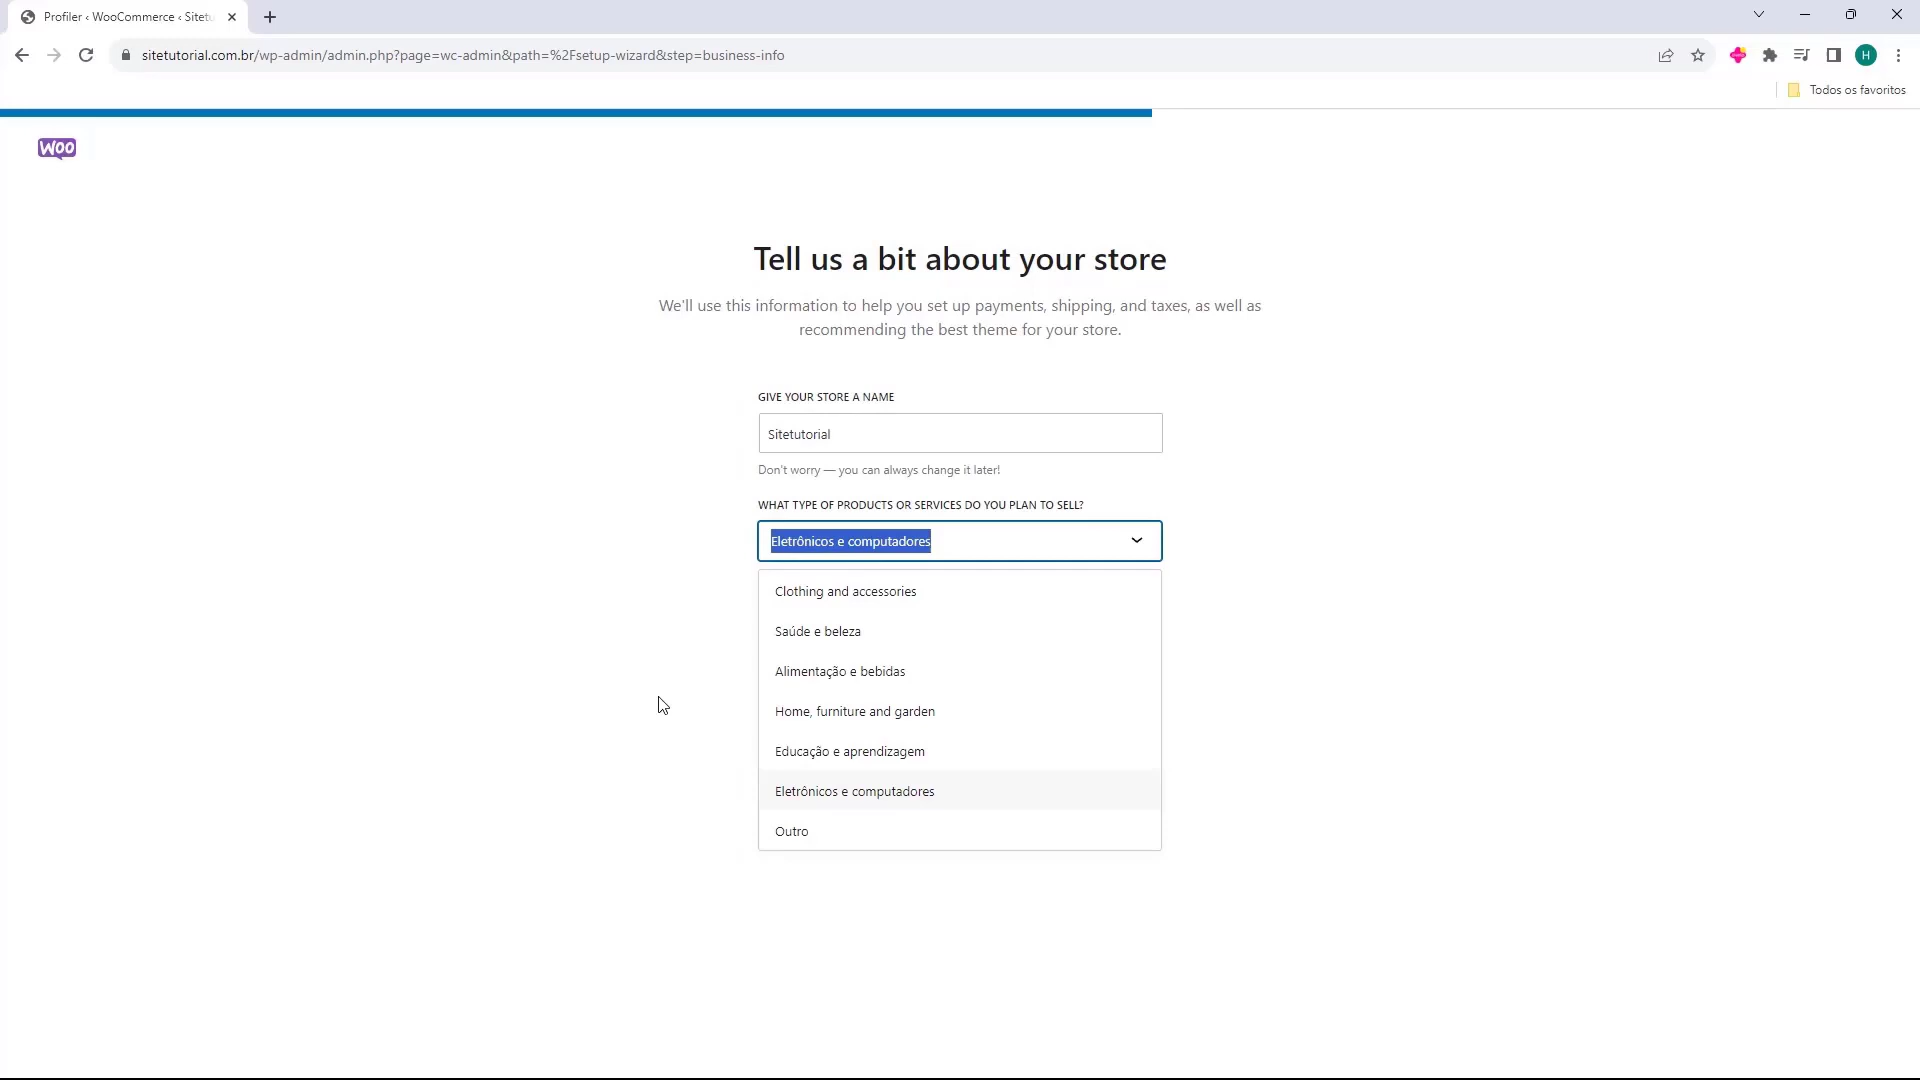 Profiler ‹ WooCommerce ‹ Sitetu
sitetutorial.com.br/wp-admin/admin.php?page=wc-admin&path=%2Fsetup-wizard&step=business-info
H
Todos os favoritos
WOO
Tell us a bit about your store
We'll use this information to help you set up payments, shipping, and taxes, as well as
recommending the best theme for your store.
GIVE YOUR STORE A NAME
Sitetutorial
Don't worry — you can always change it later!
WHAT TYPE OF PRODUCTS OR SERVICES DO YOU PLAN TO SELL?
Eletrônicos e computadores
Clothing and accessories
Saúde e beleza
Alimentação e bebidas
Home, furniture and garden
Educação e aprendizagem
Eletrônicos e computadores
Outro